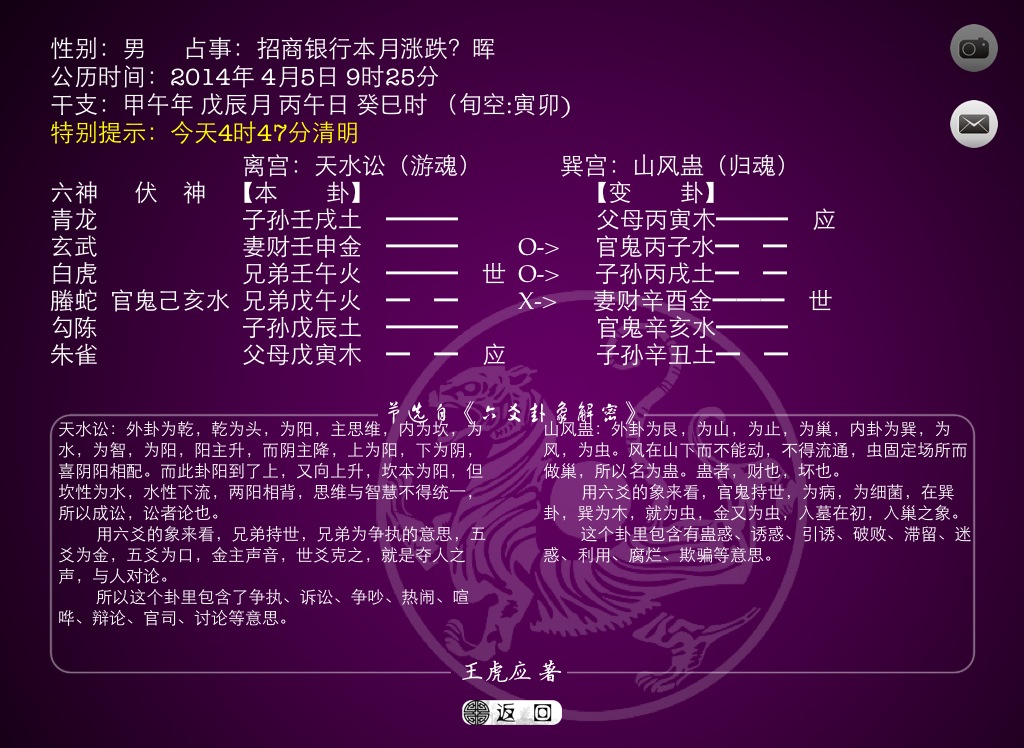 性别：男 占事：招商银行本月涨跌？晖
公历时间：2014年 4月5日 9时25分
干支：甲午年 戊辰月 丙午日 癸巳时 （旬空:寅卯)
特别提示：今天4时47分清明
离宫：天水讼（游魂） 巽宫：山风蛊（归魂）
六神 伏 神 【本 卦】 【变 卦】
青龙 子孙壬戌土 父母丙寅木 应
玄武 妻财壬申金 O-> 官鬼丙子水
白虎 兄弟壬午火 世 O-> 子孙丙戌土
螣蛇 官鬼己亥水 兄弟戊午火 X-> 妻财辛酉金 世
勾陈 子孙戊辰土 官鬼辛亥水
朱雀 父母戊寅木 应 子孙辛丑土
节选自《六爻卦象解密》
天水讼：外卦为乾，乾为头，为阳，主思维，内为坎，为
水，为智，为阳，阳主升，而阴主降，上为阳，下为阴，
喜阴阳相配。而此卦阳到了上，又向上升，坎本为阳，但
坎性为水，水性下流，两阳相背，思维与智慧不得统一，
所以成讼，讼者论也。
用六爻的象来看，兄弟持世，兄弟为争执的意思，五
爻为金，五爻为口，金主声音，世爻克之，就是夺人之
声，与人对论。
所以这个卦里包含了争执、诉讼、争吵、热闹、喧
哗、辩论、官司、讨论等意思。
山风蛊：外卦为艮，为山，为止，为巢，内卦为巽，为
风，为虫。风在山下而不能动，不得流通，虫固定场所而
做巢，所以名为蛊。蛊者，财也，坏也。
用六爻的象来看，官鬼持世，为病，为细菌，在巽
卦，巽为木，就为虫，金又为虫，入墓在初，入巢之象。
这个卦里包含有蛊惑、诱惑、引诱、破败、滞留、迷
惑、利用、腐烂、欺骗等意思。
王虎应 著
返 回